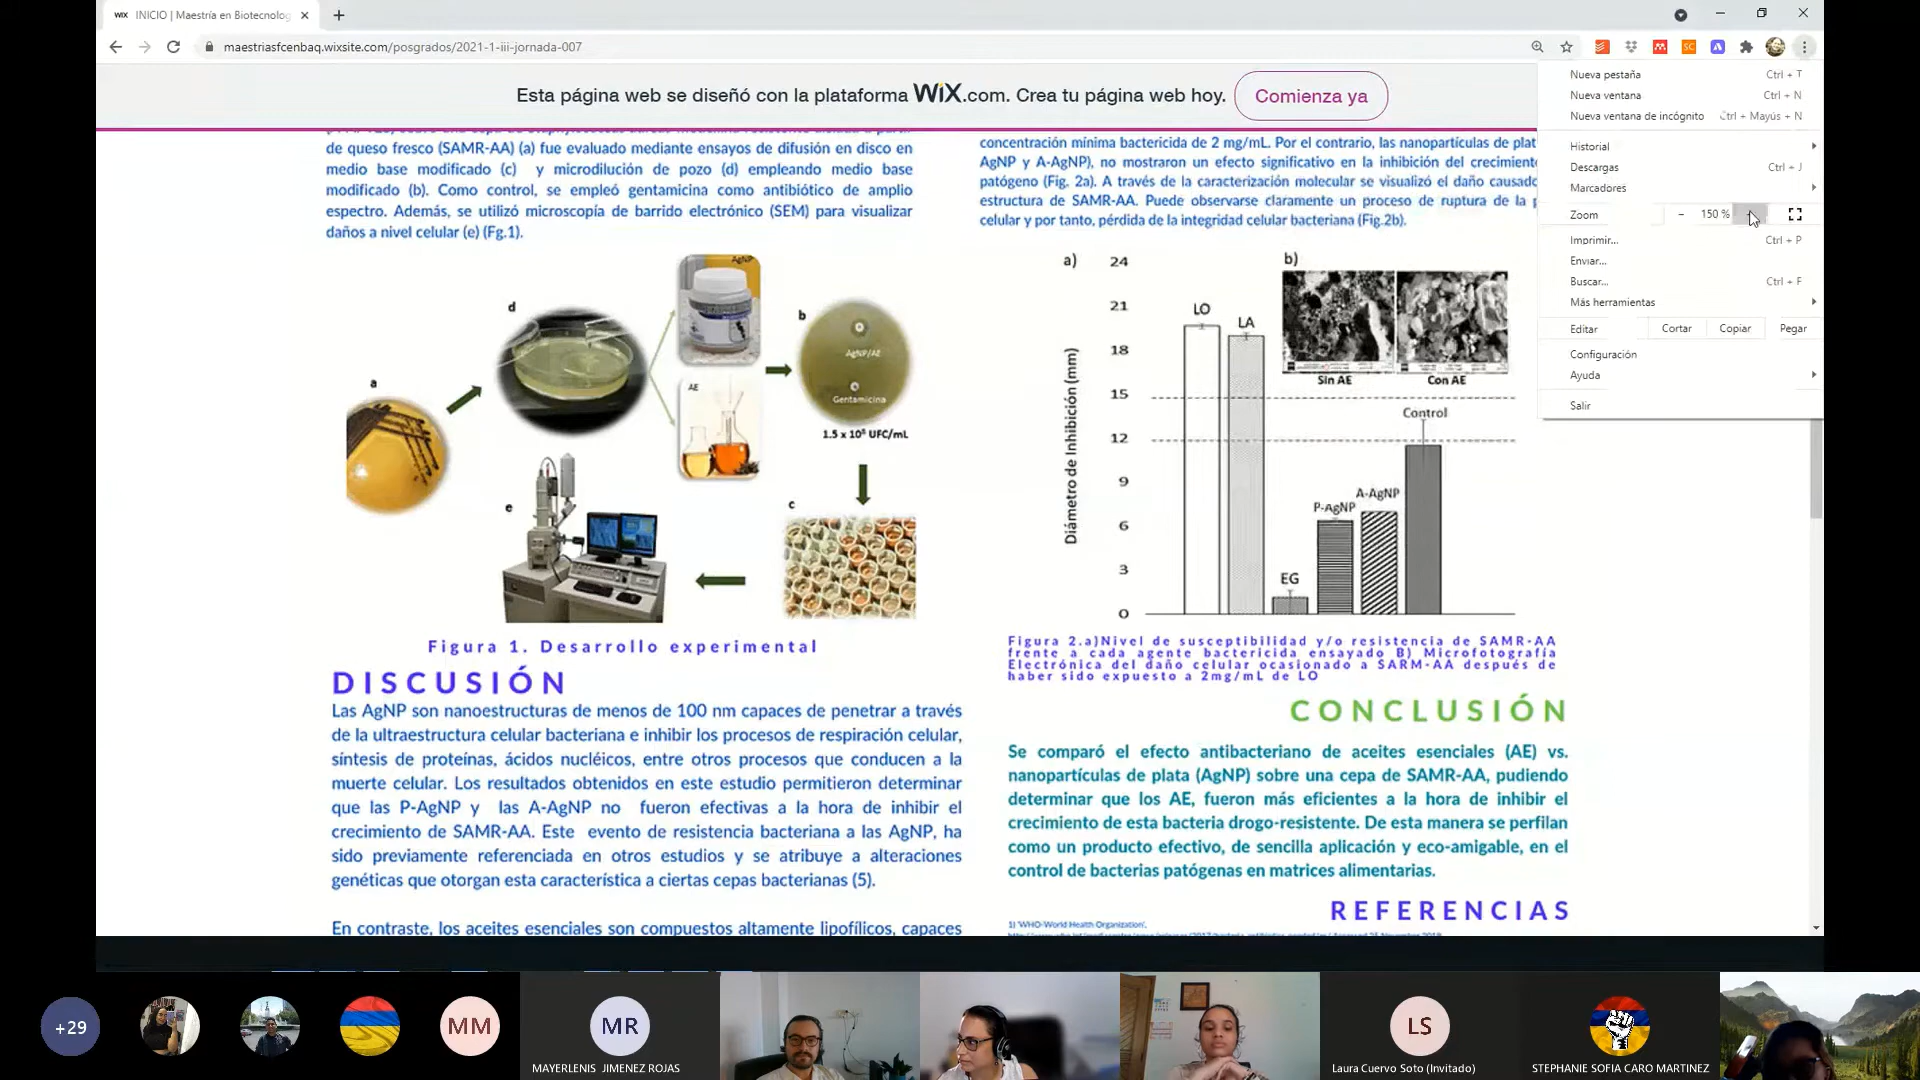 WiX INICIO | Maestría en Biotecnolog
maestriasfcenbaq.wixsite.com/posgrados/2021-1-iii-jornada-007
Esta página web se diseñó con la plataforma WiX.com. Crea tu página web hoy. Comienza ya
de queso fresco (SAMR-AA) (a) fue evaluado mediante ensayos de difusión en disco en
medio base modificado (c) y microdilución de pozo (d) empleando medio base
modificado (b). Como control, se empleó gentamicina como antibiótico de amplio
espectro. Además, se utilizó microscopía de barrido electrónico (SEM) para visualizar
daños a nivel celular (e) (Fg.1).
concentración mínima bactericida de 2 mg/mL. Por el contrario, las nanopartículas de plat
AgNP y A-AgNP), no mostraron un efecto significativo en la inhibición del crecimiento
patógeno (Fig. 2a). A través de la caracterización molecular se visualizó el daño causado
estructura de SAMR-AA. Puede observarse claramente un proceso de ruptura de la p
celular y por tanto, pérdida de la integridad celular bacteriana (Fig.2b).
Nueva pestaña Ctrl + T
Nueva ventana Ctrl + N
Nueva ventana de incógnito Ctrl + Mayús + N
Historial
Descargas Ctrl + J
Marcadores
Zoom − 150 % +
Imprimir... Ctrl + P
Enviar...
Buscar... Ctrl + F
Más herramientas
Editar Cortar Copiar Pegar
Configuración
Ayuda
Salir
a
d
AgNP
AE
b
AgNP/AE
Gentamicina
1.5 x 10⁵ UFC/mL
c
e
Figura 1. Desarrollo experimental
a)
b)
Diámetro de Inhibición (mm)
24
21
18
15
12
9
6
3
0
LO
LA
EG
P-AgNP
A-AgNP
Control
Sin AE
Con AE
Figura 2.a)Nivel de susceptibilidad y/o resistencia de SAMR-AA
frente a cada agente bactericida ensayado B) Microfotografía
Electrónica del daño celular ocasionado a SARM-AA después de
haber sido expuesto a 2mg/mL de LO
DISCUSIÓN
Las AgNP son nanoestructuras de menos de 100 nm capaces de penetrar a través
de la ultraestructura celular bacteriana e inhibir los procesos de respiración celular,
síntesis de proteínas, ácidos nucléicos, entre otros procesos que conducen a la
muerte celular. Los resultados obtenidos en este estudio permitieron determinar
que las P-AgNP y las A-AgNP no fueron efectivas a la hora de inhibir el
crecimiento de SAMR-AA. Este evento de resistencia bacteriana a las AgNP, ha
sido previamente referenciada en otros estudios y se atribuye a alteraciones
genéticas que otorgan esta característica a ciertas cepas bacterianas (5).
En contraste, los aceites esenciales son compuestos altamente lipofílicos, capaces
CONCLUSIÓN
Se comparó el efecto antibacteriano de aceites esenciales (AE) vs.
nanopartículas de plata (AgNP) sobre una cepa de SAMR-AA, pudiendo
determinar que los AE, fueron más eficientes a la hora de inhibir el
crecimiento de esta bacteria drogo-resistente. De esta manera se perfilan
como un producto efectivo, de sencilla aplicación y eco-amigable, en el
control de bacterias patógenas en matrices alimentarias.
REFERENCIAS
1) 'WHO-World Health Organization',
+29
MM
MR
MAYERLENIS JIMENEZ ROJAS
LS
Laura Cuervo Soto (Invitado)
STEPHANIE SOFIA CARO MARTINEZ